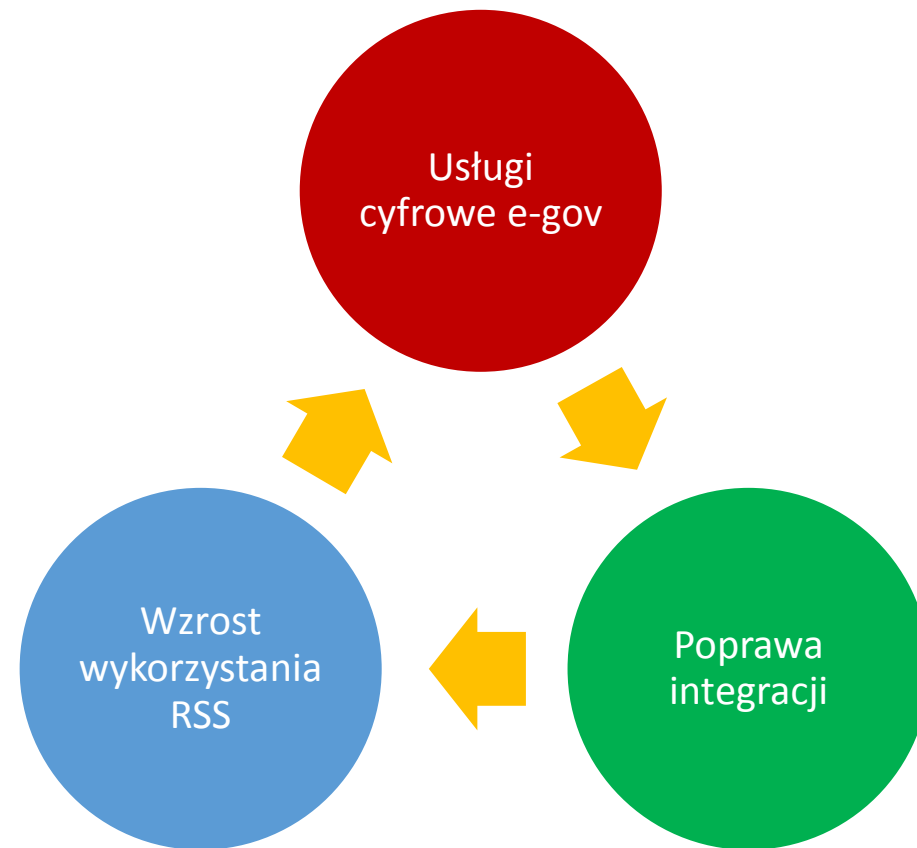 Usługi
cyfrowe e-gov
Wzrost
wykorzystania
RSS
Poprawa
integracji